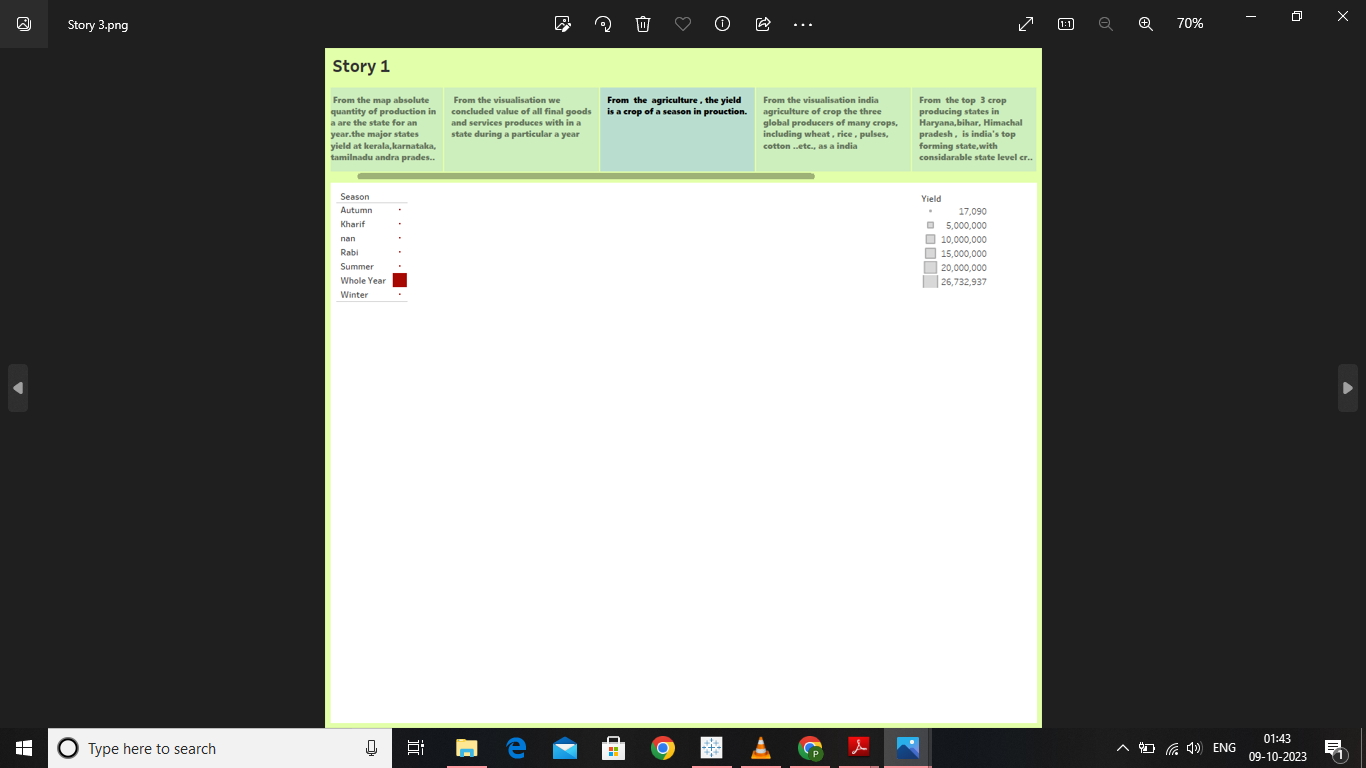 Story 3.png
70%
Story 1
From the map absolute
quantity of production in
a are the state for an
year.the major states
yield at kerala,karnataka,
tamilnadu andra prades..
From the visualisation we
concluded value of all final goods
and services produces with in a
state during a particular a year
From the agriculture , the yield
is a crop of a season in prouction.
From the visualisation india
agriculture of crop the three
global producers of many crops,
including wheat , rice , pulses,
cotton ..etc., as a india
From the top 3 crop
producing states in
Haryana,bihar, Himachal
pradesh , is india's top
forming state,with
considarable state level cr..
Season
Autumn
Kharif
nan
Rabi
Summer
Whole Year
Winter
Yield
17,090
5,000,000
10,000,000
15,000,000
20,000,000
26,732,937
Type here to search
P
ENG
01:43
09-10-2023
1